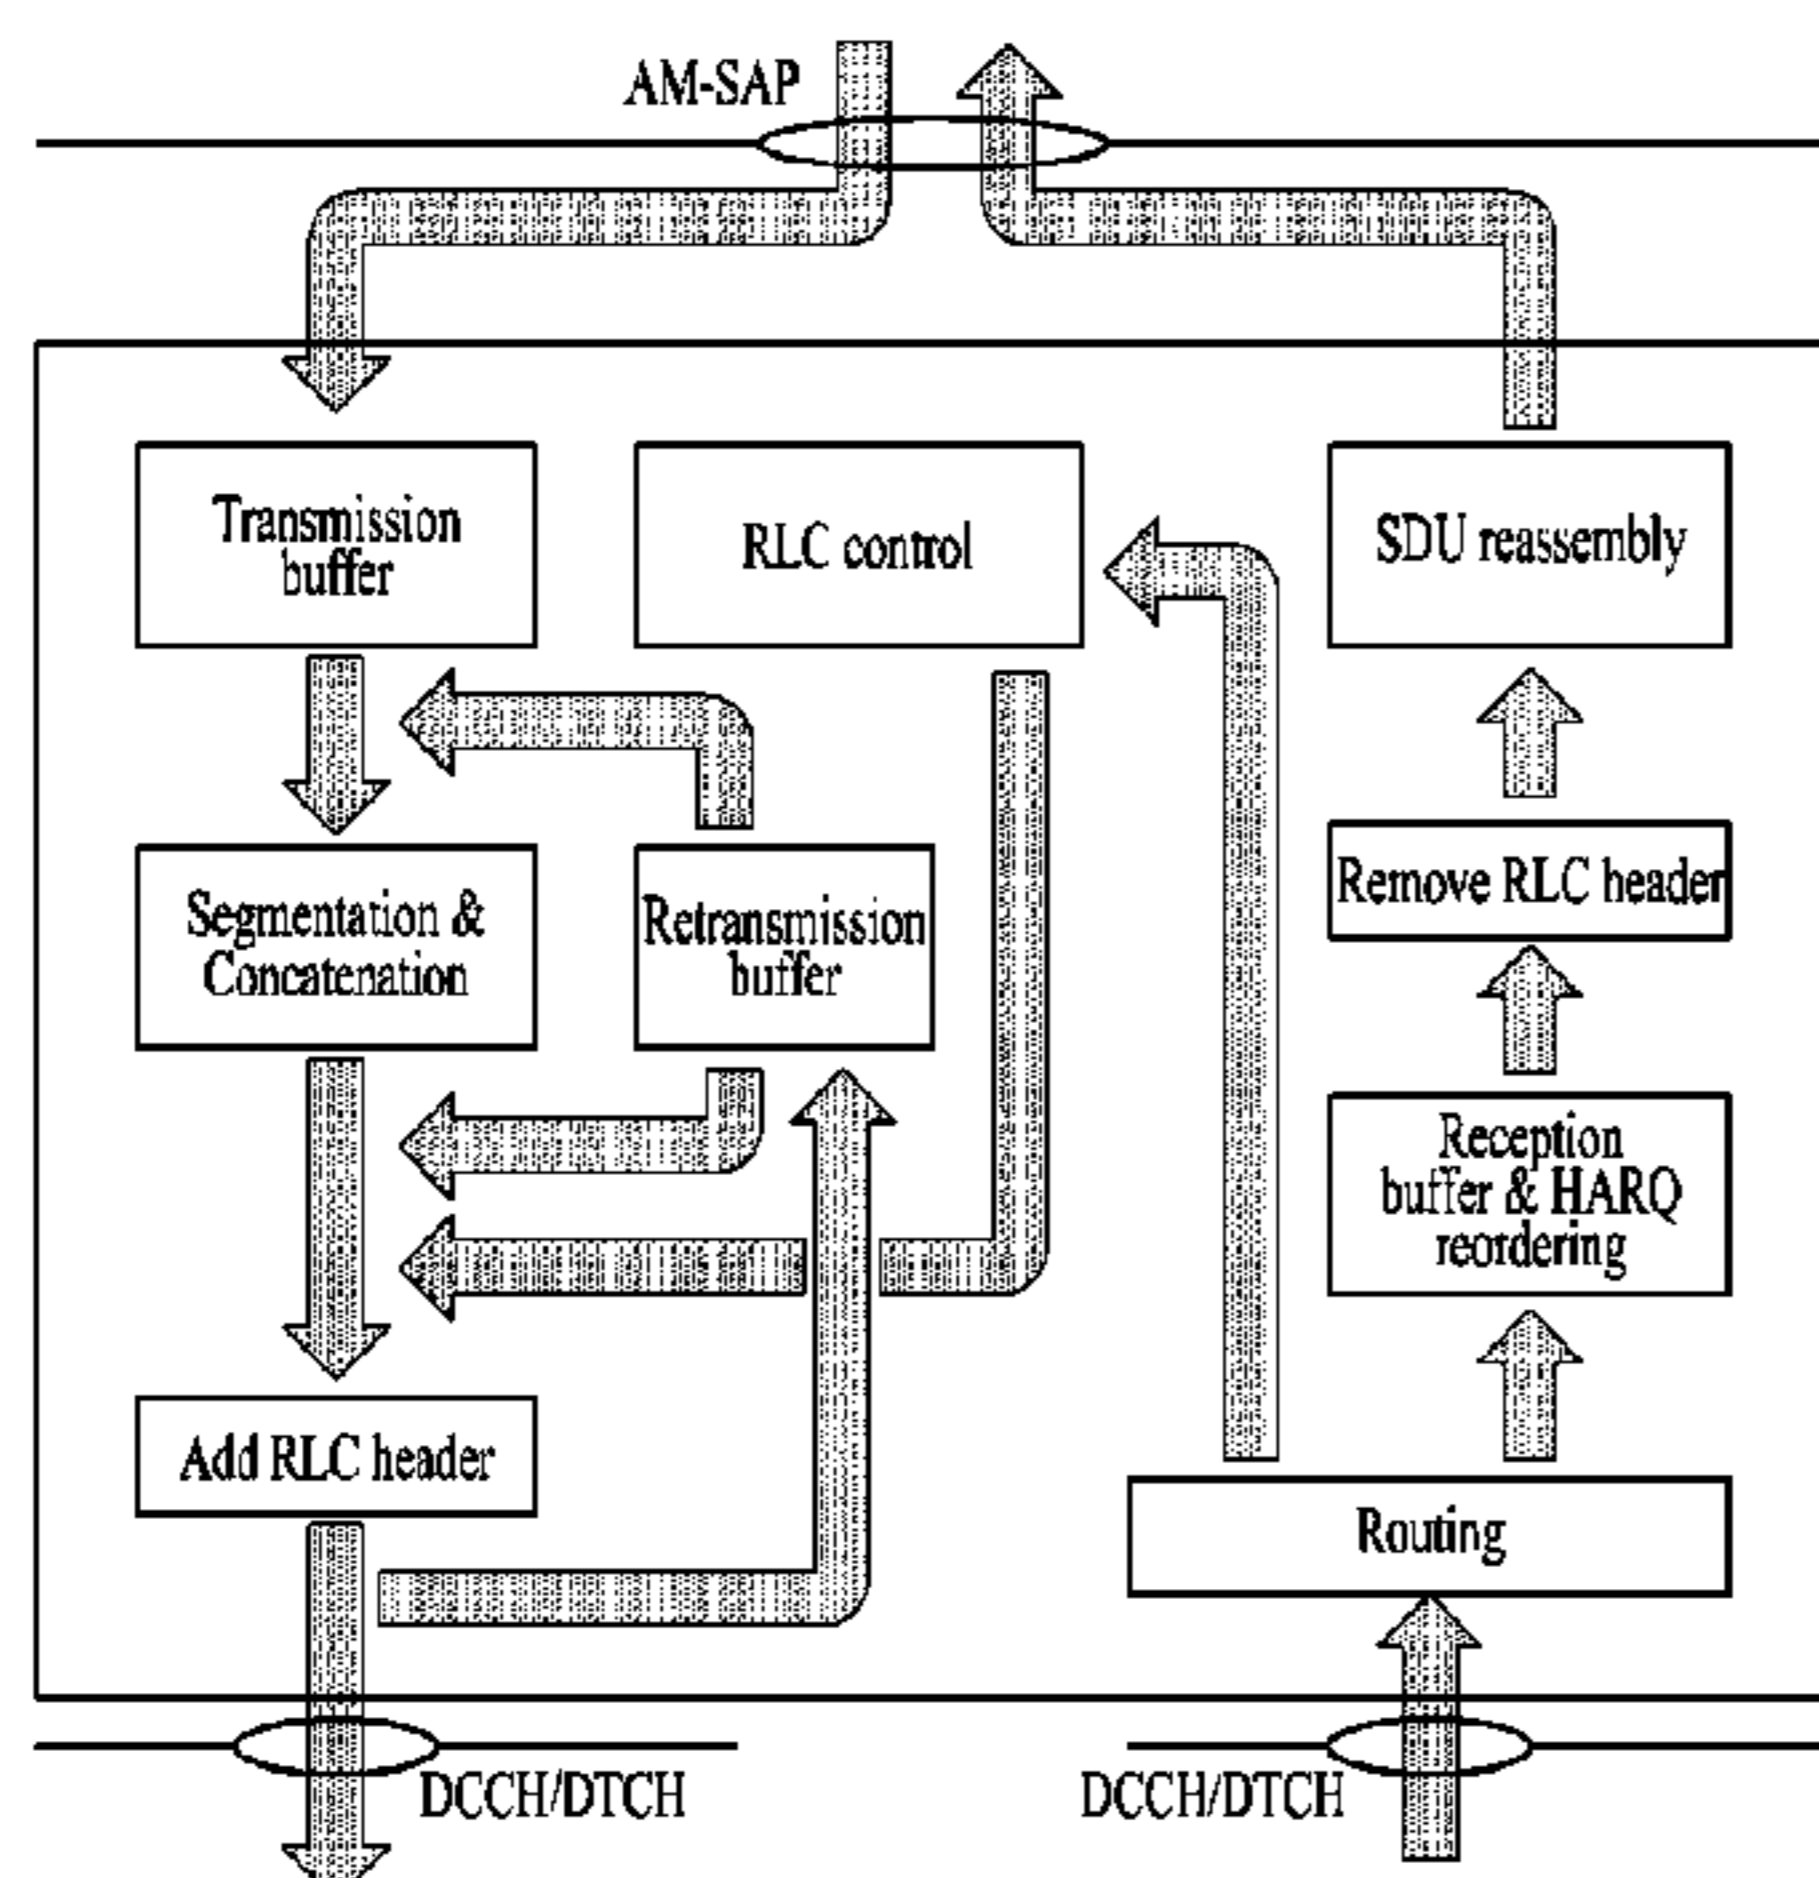 AM-SAP
Transmission
buffer
RLC control
SDU reassembly
Segmentation &
Concatenation
Retransmission
buffer
Remove RLC header
Reception
buffer & HARQ
reordering
Add RLC header
Routing
DCCH/DTCH
DCCH/DTCH